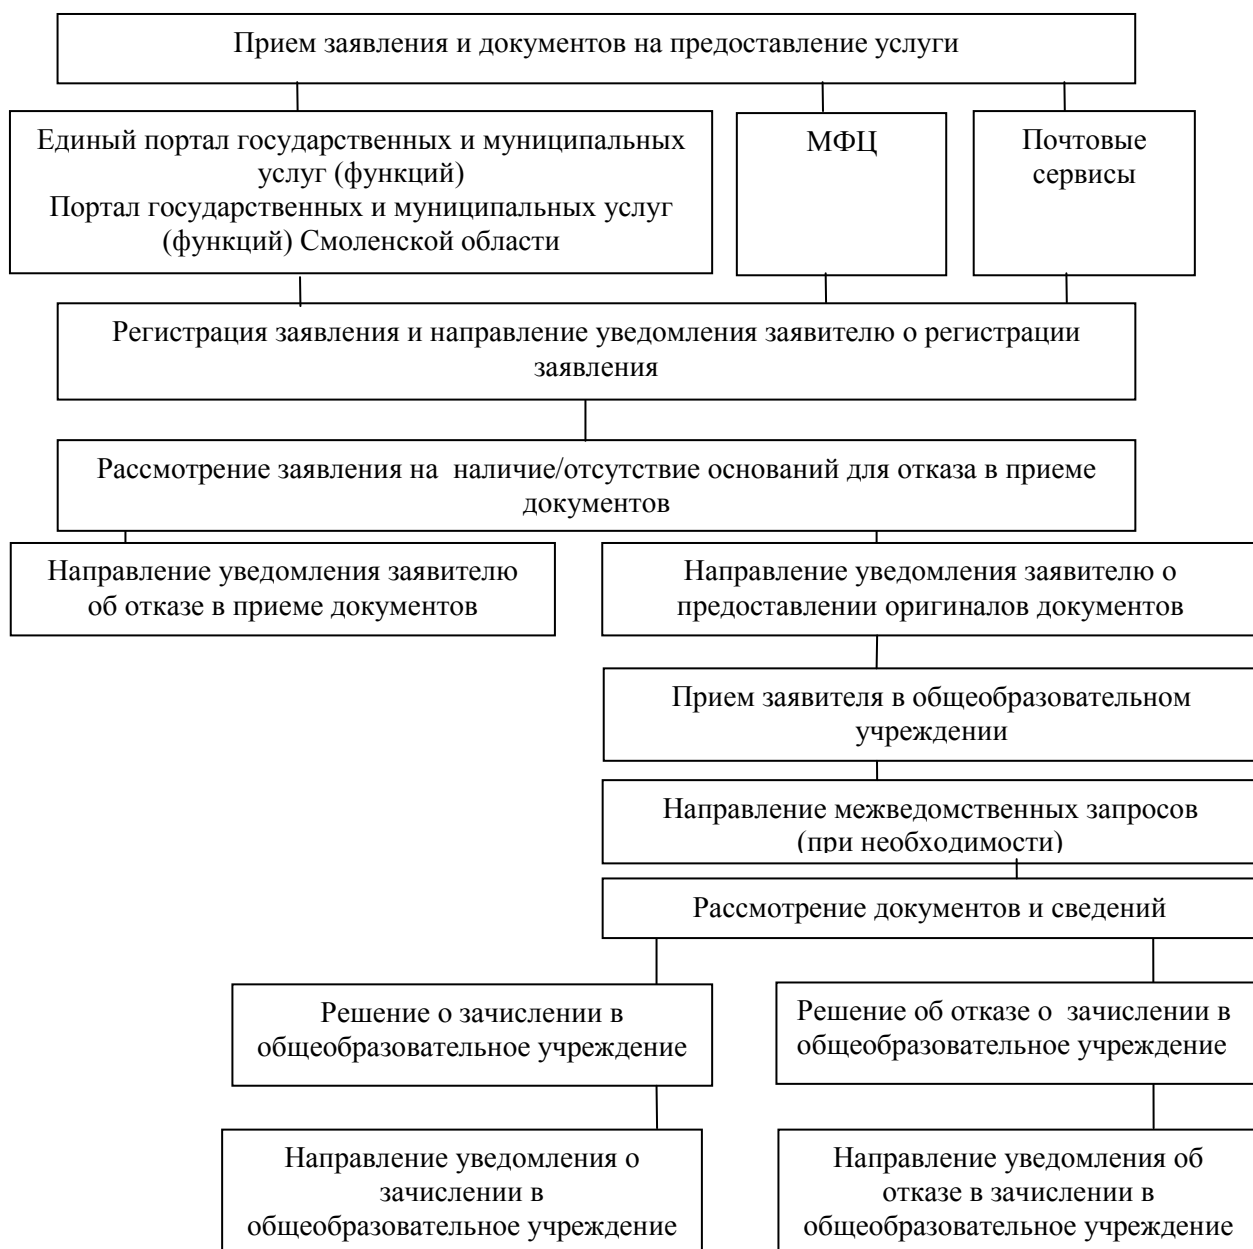 Прием заявления и документов на предоставление услуги
Единый портал государственных и муниципальных
услуг (функций)
Портал государственных и муниципальных услуг
(функций) Смоленской области
МФЦ
Почтовые
сервисы
Регистрация заявления и направление уведомления заявителю о регистрации
заявления
Рассмотрение заявления на наличие/отсутствие оснований для отказа в приеме
документов
Направление уведомления заявителю
об отказе в приеме документов
Направление уведомления заявителю о
предоставлении оригиналов документов
Прием заявителя в общеобразовательном
учреждении
Направление межведомственных запросов
(при необходимости)
Рассмотрение документов и сведений
Решение о зачислении в
общеобразовательное учреждение
Решение об отказе о зачислении в
общеобразовательное учреждение
Направление уведомления о
зачислении в
общеобразовательное учреждение
Направление уведомления об
отказе в зачислении в
общеобразовательное учреждение